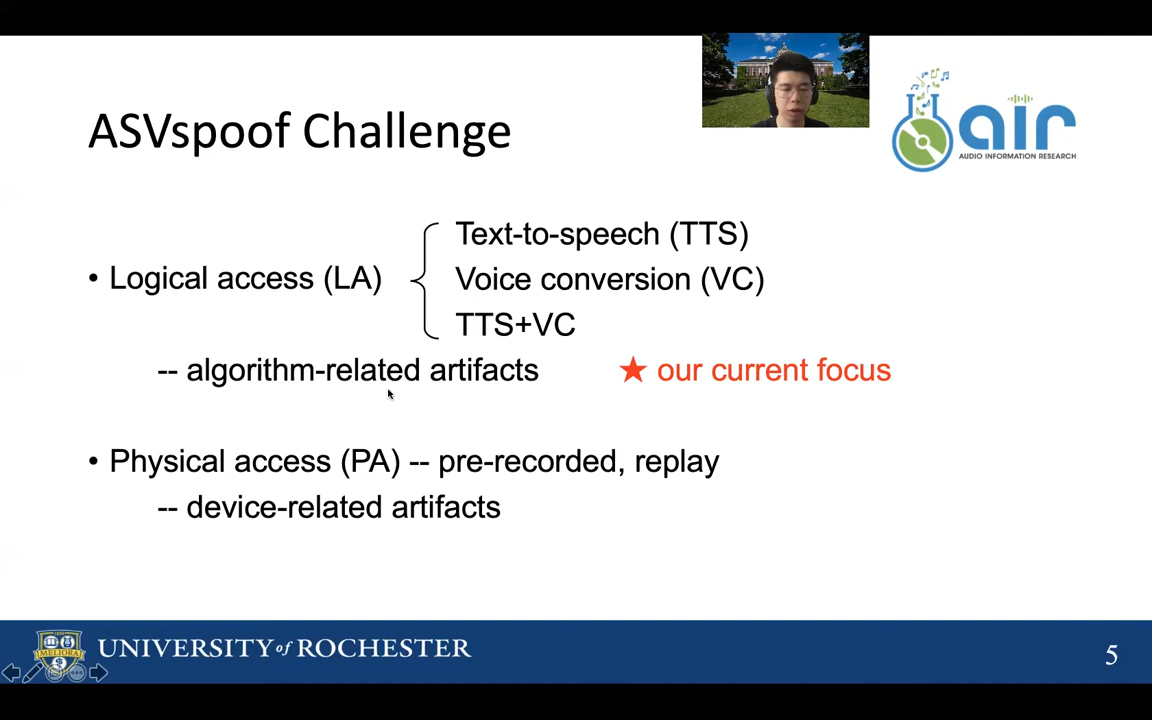 ASVspoof Challenge
air
AUDIO INFORMATION RESEARCH
• Logical access (LA)
Text-to-speech (TTS)
Voice conversion (VC)
TTS+VC
-- algorithm-related artifacts ★ our current focus
• Physical access (PA) -- pre-recorded, replay
-- device-related artifacts
MELIORA
UNIVERSITY of ROCHESTER
5